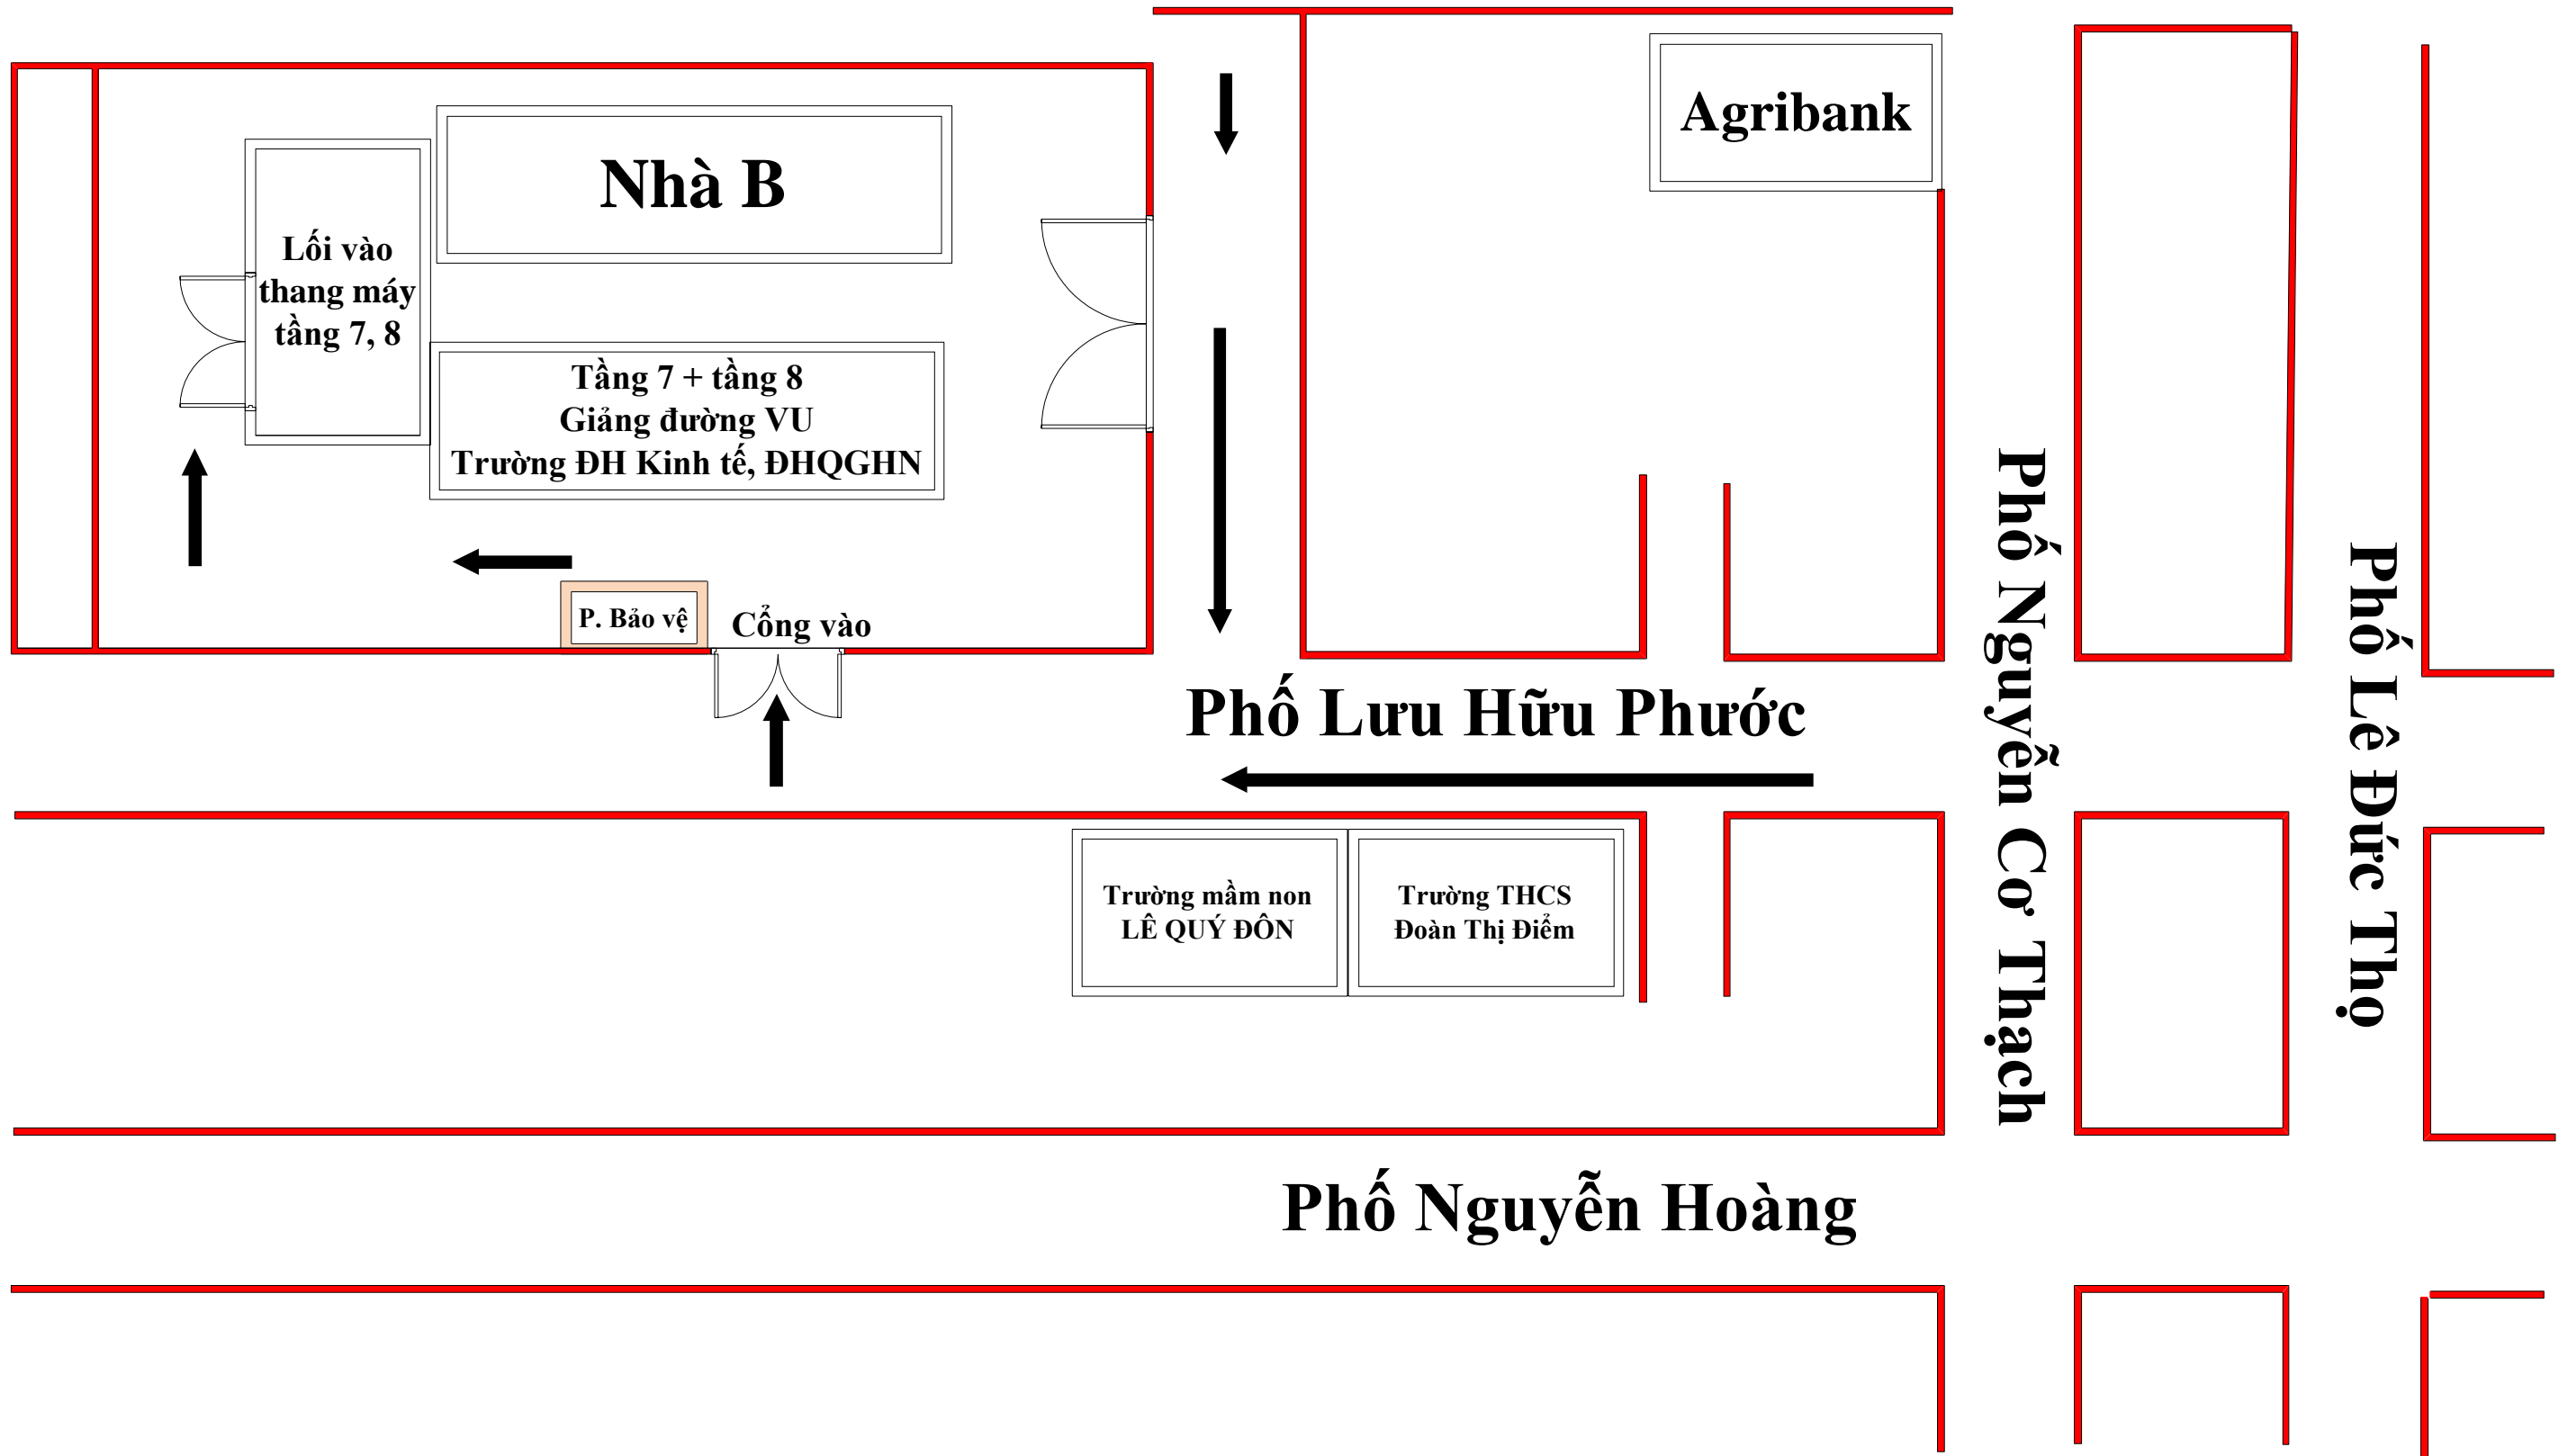 Agribank
Nhà B
Lối vào
thang máy
tầng 7, 8
Tầng 7 + tầng 8
Giảng đường VU
Trường ĐH Kinh tế, ĐHQGHN
P. Bảo vệ
Cổng vào
Phố Lưu Hữu Phước
Phố Nguyễn Cơ Thạch
Phố Lê Đức Thọ
Trường mầm non
LÊ QUÝ ĐÔN
Trường THCS
Đoàn Thị Điểm
Phố Nguyễn Hoàng